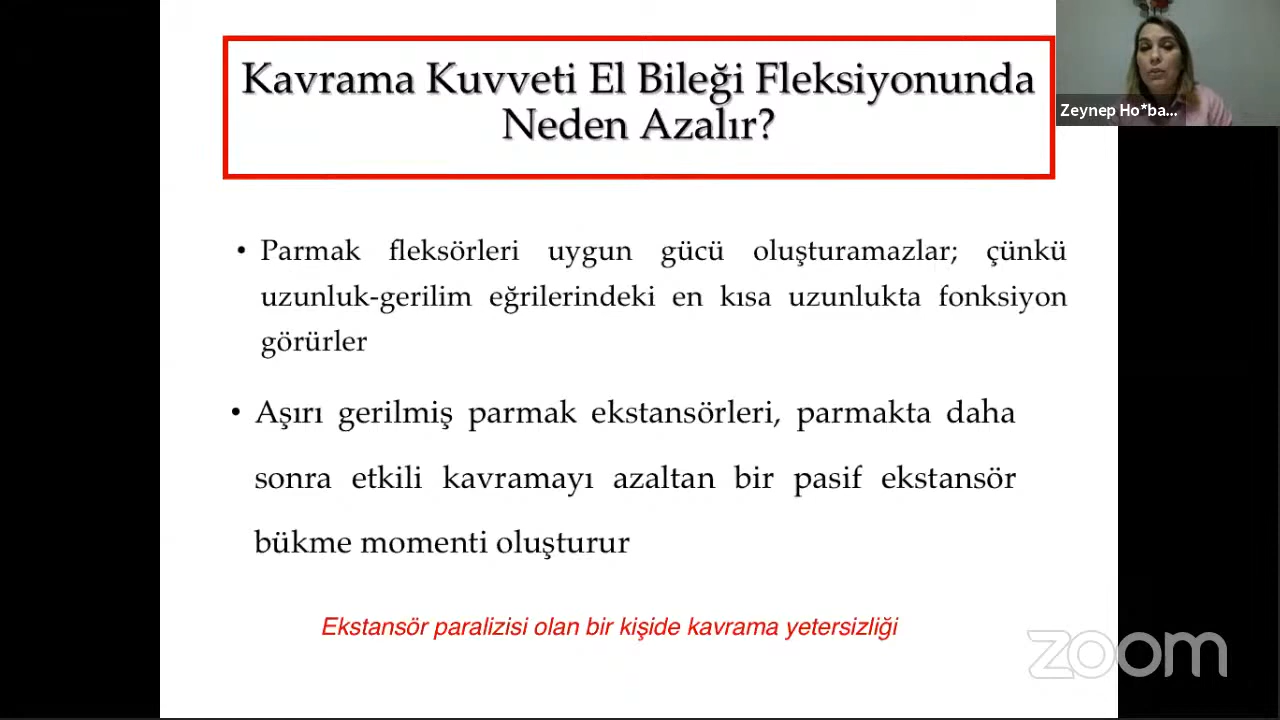 Kavrama Kuvveti El Bileği Fleksiyonunda
Neden Azalır?
Zeynep Ho*ba...
• Parmak fleksörleri uygun gücü oluşturamazlar; çünkü
uzunluk-gerilim eğrilerindeki en kısa uzunlukta fonksiyon
görürler
• Aşırı gerilmiş parmak ekstansörleri, parmakta daha
sonra etkili kavramayı azaltan bir pasif ekstansör
bükme momenti oluşturur
Ekstansör paralizisi olan bir kişide kavrama yetersizliği
zoom